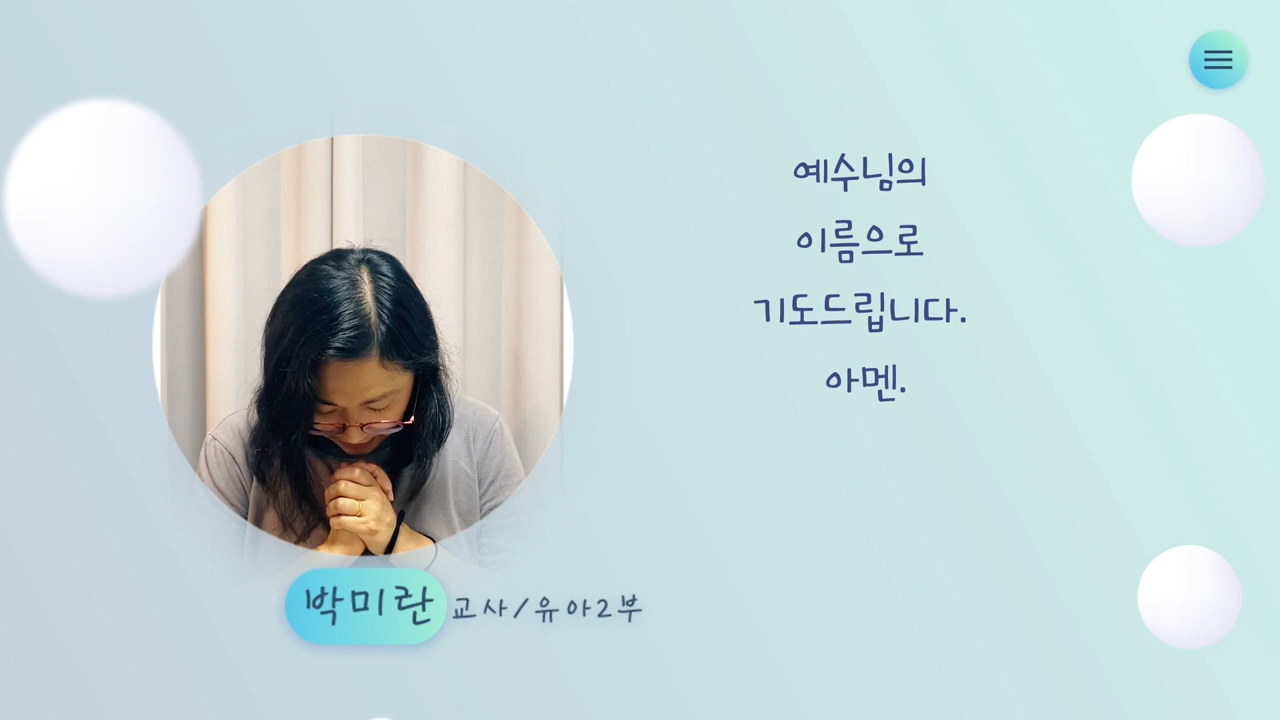 예수님의
이름으로
기도드립니다.
아멘.
박미란 교사/유아2부